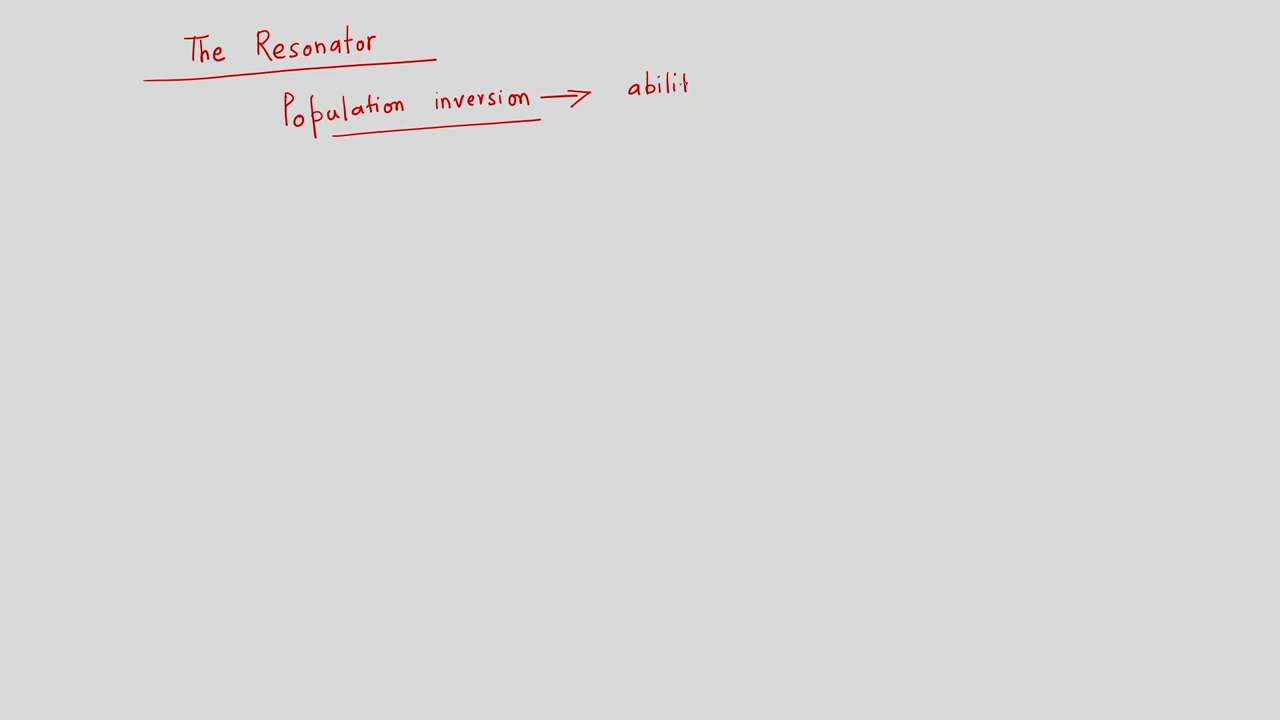 The Resonator
Population inversion → abilit